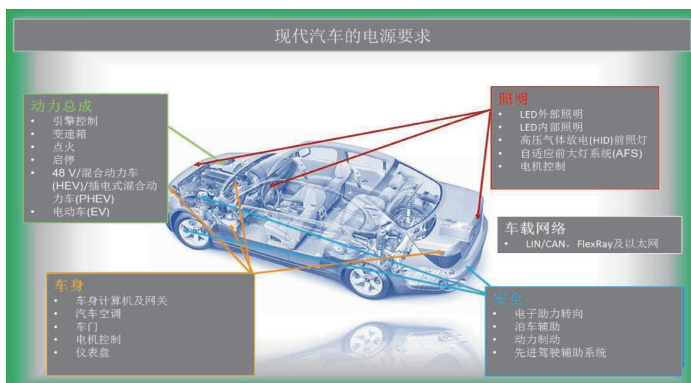 现代汽车的电源要求
动力总成
• 引擎控制
• 变速箱
• 点火
• 启停
• 48 V/混合动力车
(HEV)/插电式混合动
力车(PHEV)
• 电动车(EV)
照明
• LED外部照明
• LED内部照明
• 高压气体放电(HID)前照灯
• 自适应前大灯系统(AFS)
• 电机控制
车载网络
• LIN/CAN，FlexRay及以太网
车身
• 车身计算机及网关
• 汽车空调
• 车门
• 电机控制
• 仪表盘
安全
• 电子助力转向
• 泊车辅助
• 动力制动
• 先进驾驶辅助系统